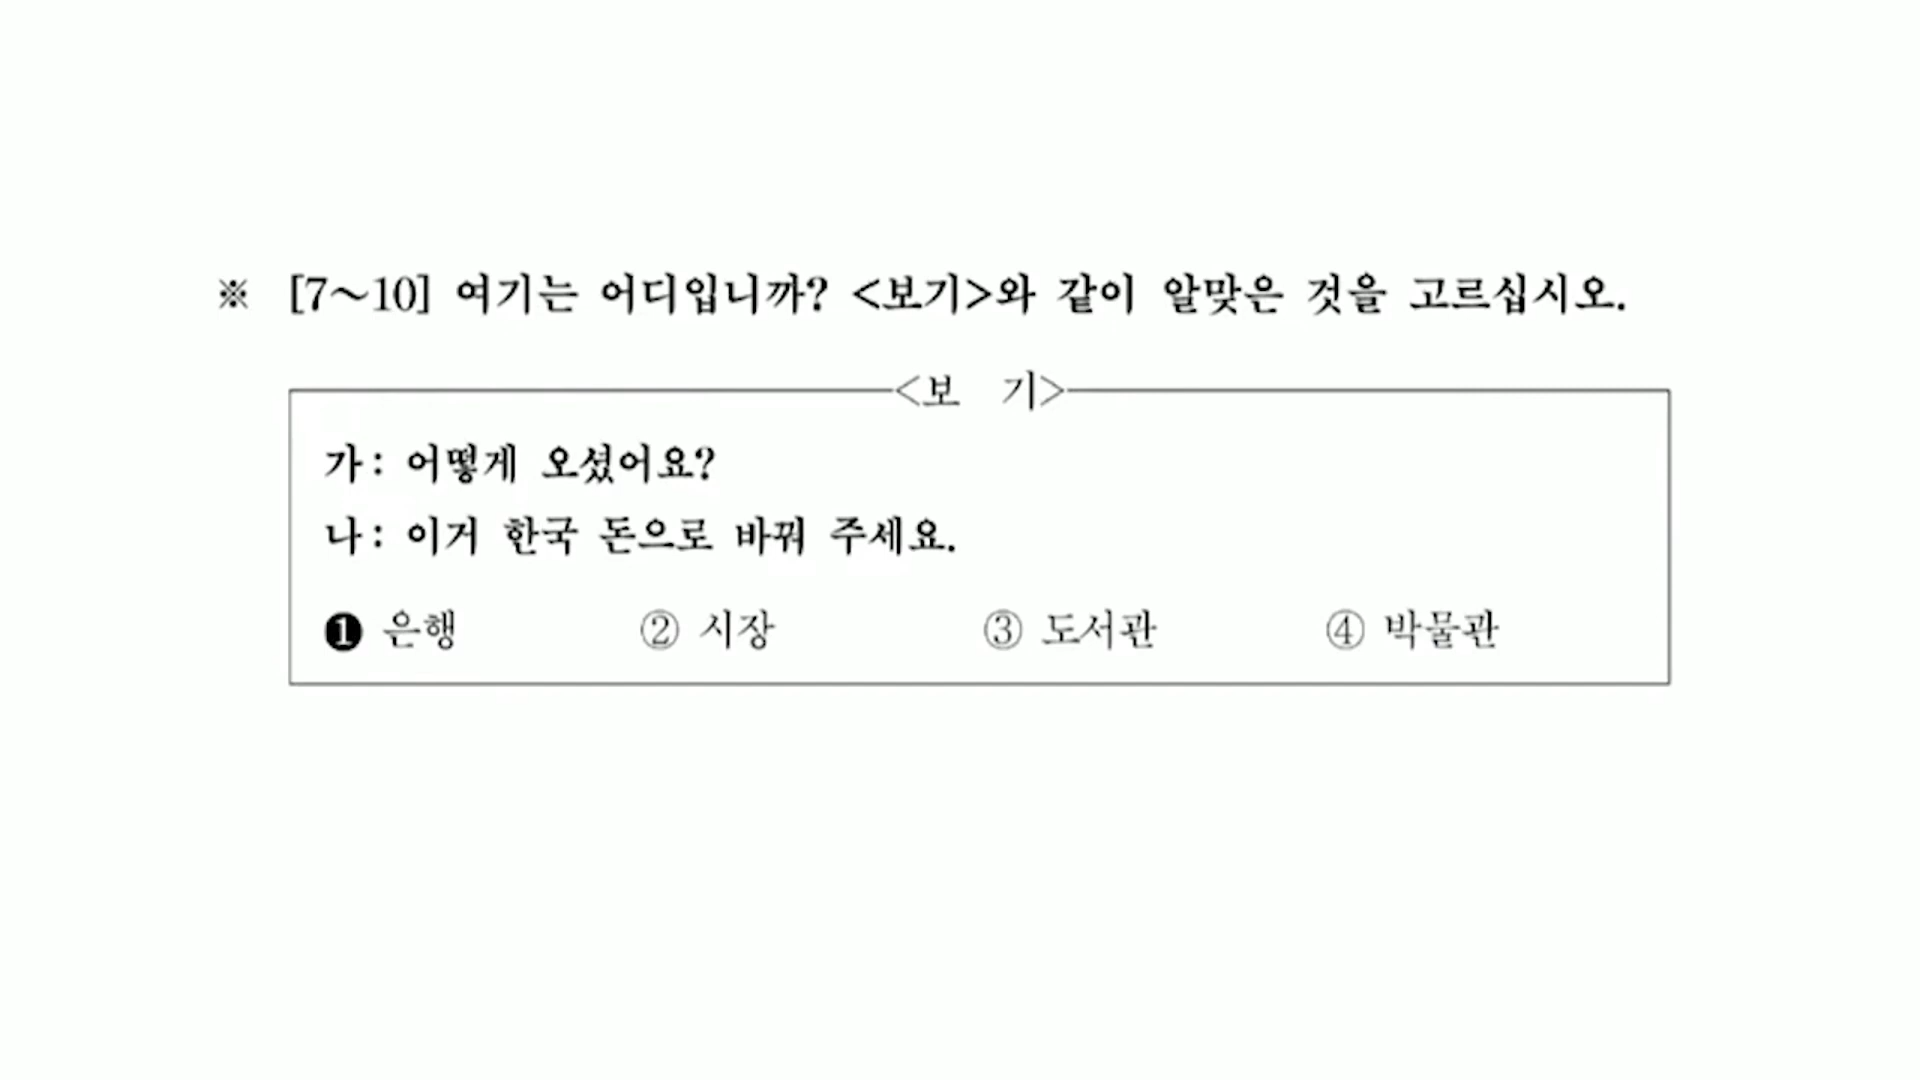 ※ [7～10] 여기는 어디입니까? <보기>와 같이 알맞은 것을 고르십시오.
<보 기>
가: 어떻게 오셨어요?
나: 이거 한국 돈으로 바꿔 주세요.
❶ 은행 ② 시장 ③ 도서관 ④ 박물관